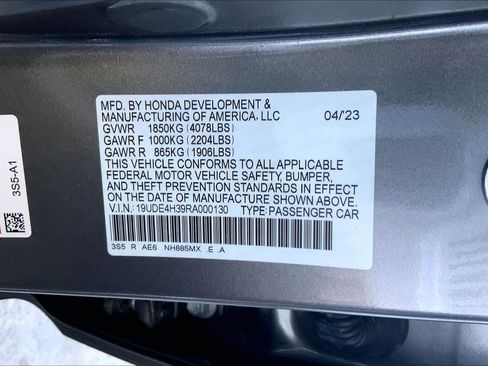 MFD. BY HONDA DEVELOPMENT &
MANUFACTURING OF AMERICA, LLC 04/'23
GVWR 1850KG (4078LBS)
GAWR F 1000KG (2204LBS)
GAWR R 865KG (1906LBS)
THIS VEHICLE CONFORMS TO ALL APPLICABLE
FEDERAL MOTOR VEHICLE SAFETY, BUMPER,
AND THEFT PREVENTION STANDARDS IN EFFECT
ON THE DATE OF MANUFACTURE SHOWN ABOVE.
V.I.N.: 19UDE4H39RA000130 TYPE: PASSENGER CAR
3S5 R AE6 NH885MX .E .A
3S5-A1